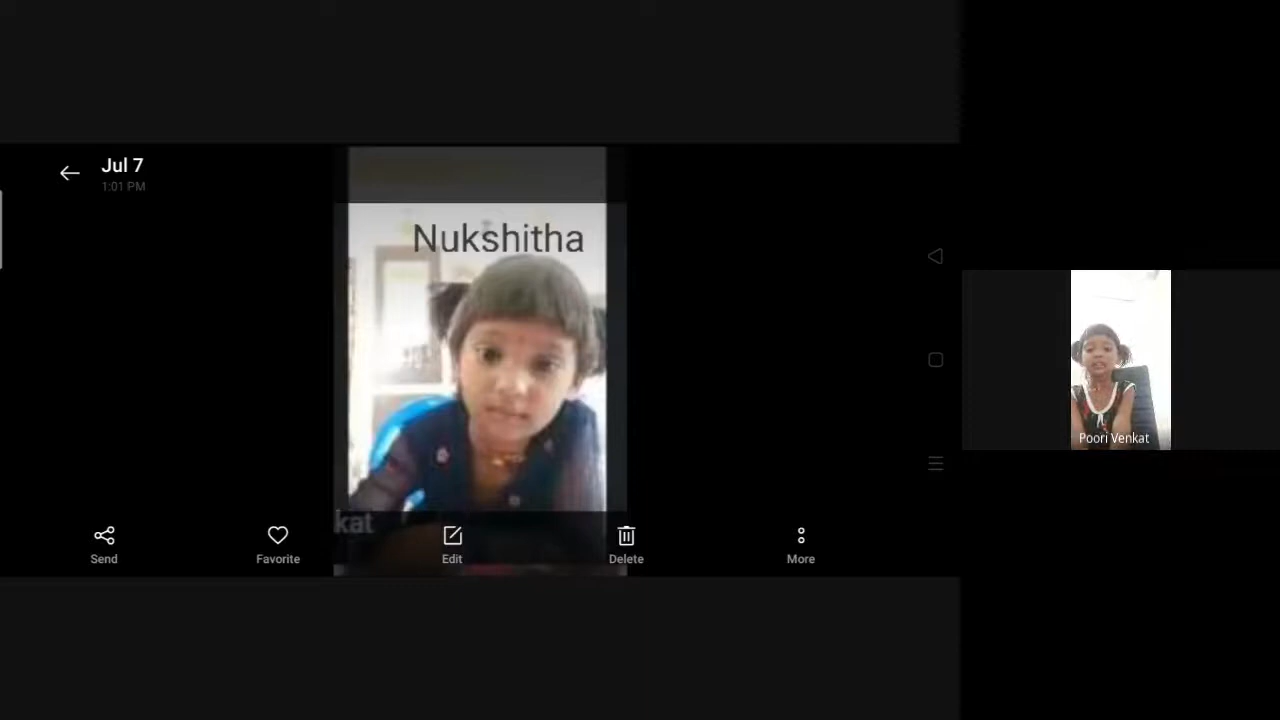 Jul 7
1:01 PM
Nukshitha
kat
Send
Favorite
Edit
Delete
More
Poori Venkat